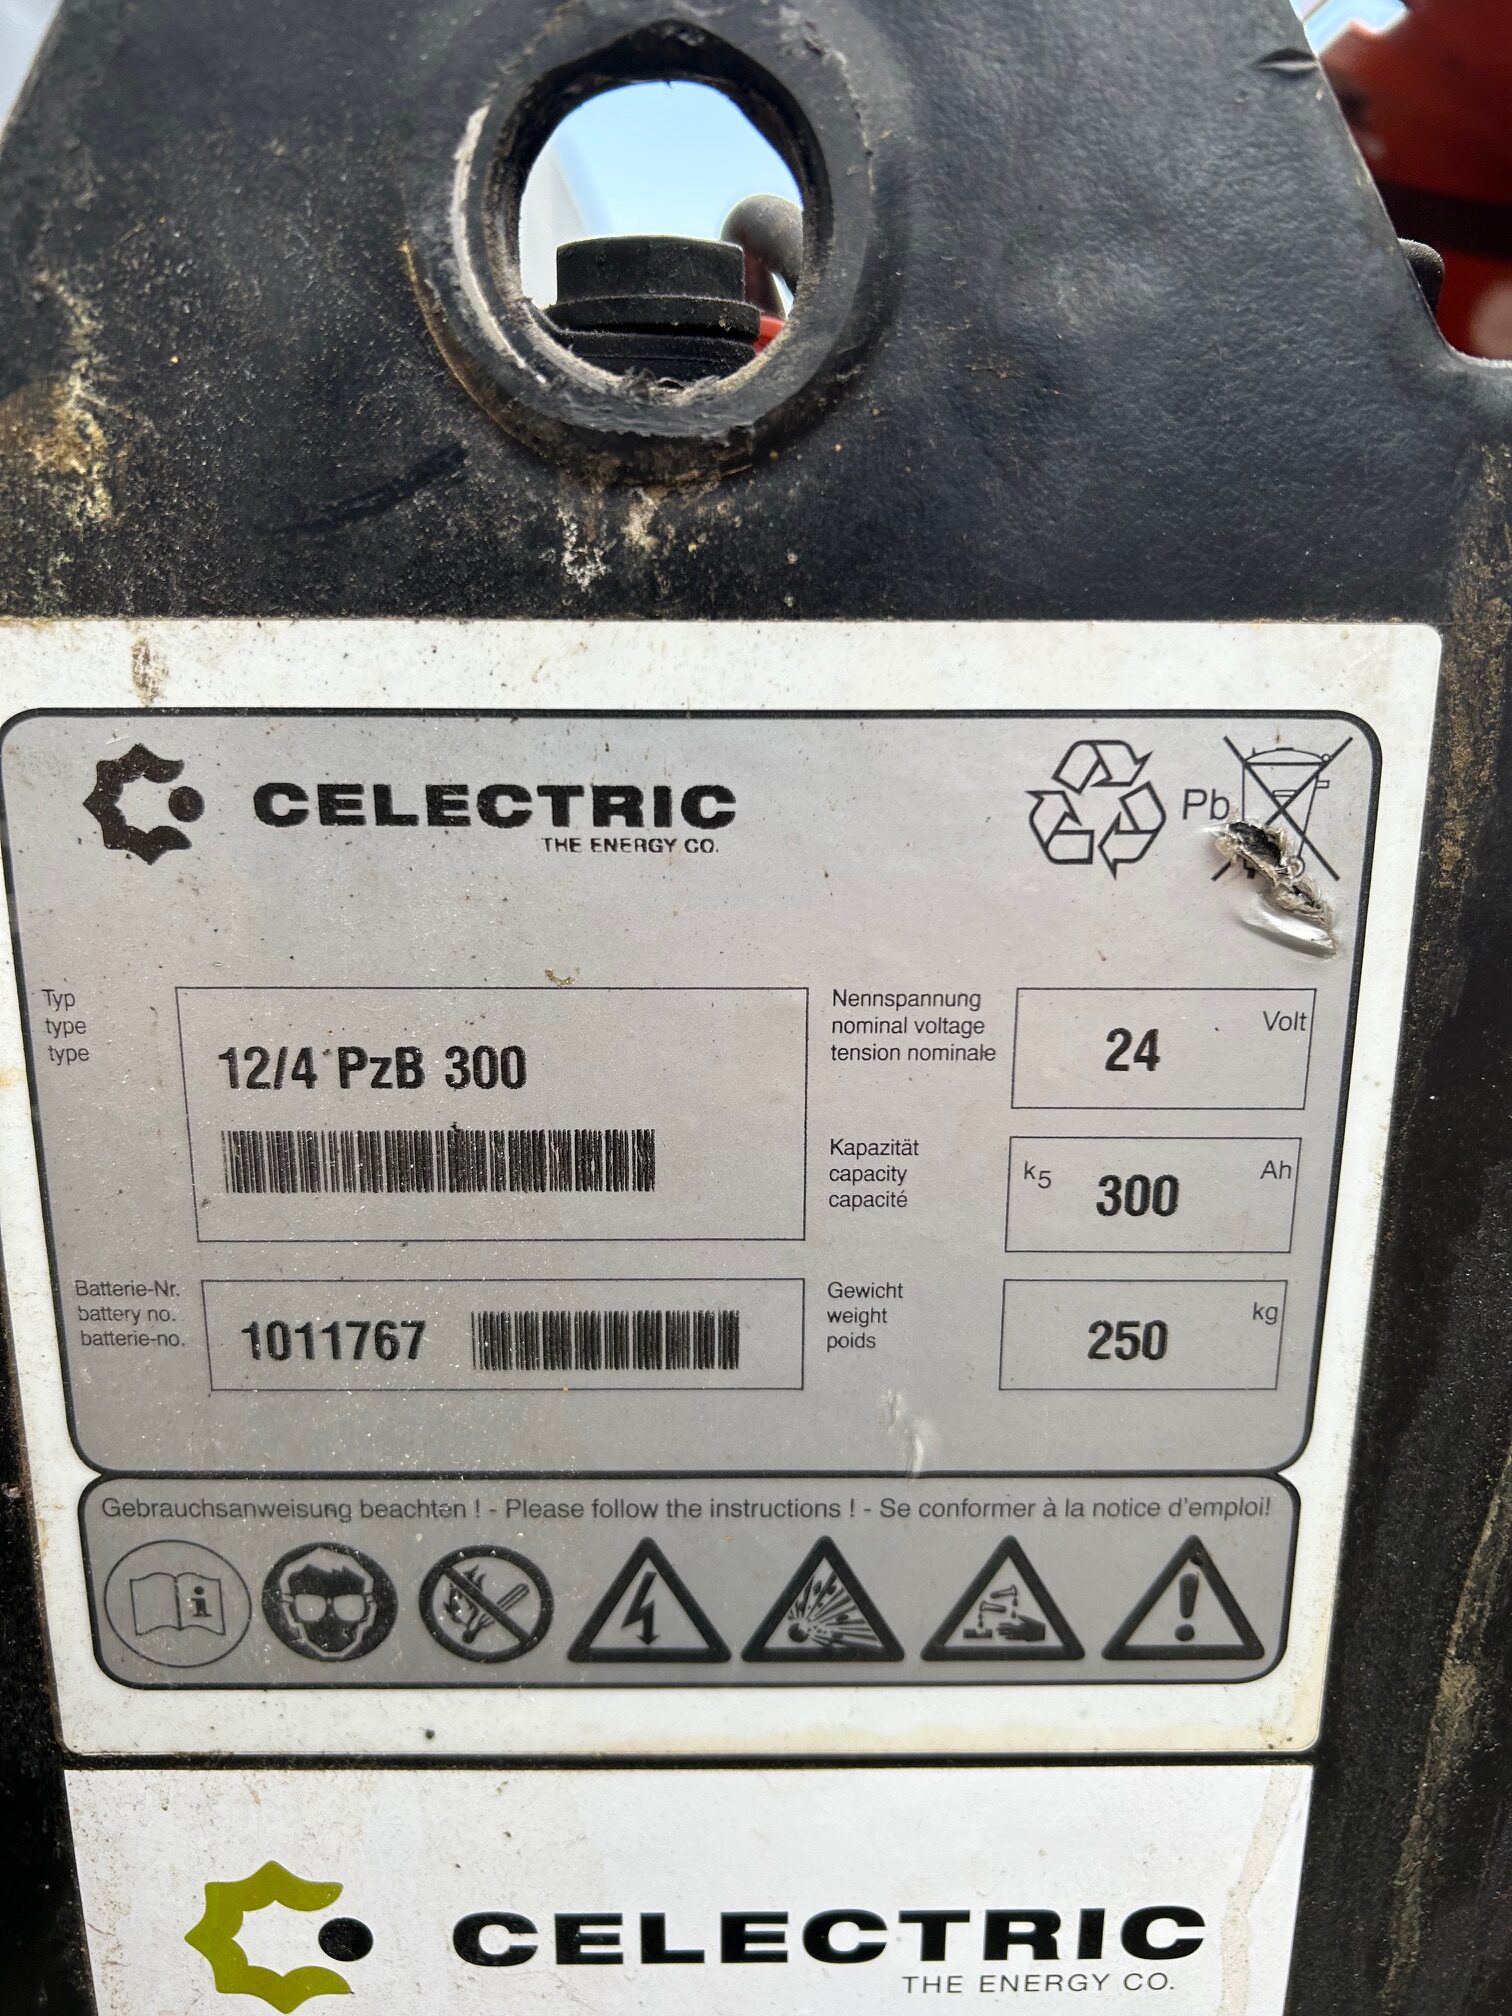 CELECTRIC
THE ENERGY CO.
Pb
Typ
type
type
12/4 PzB 300
Nennspannung
nominal voltage
tension nominale
24 Volt
Kapazität
capacity
capacité
k5 300 Ah
Batterie-Nr.
battery no.
batterie-no.
1011767
Gewicht
weight
poids
250 kg
Gebrauchsanweisung beachten ! - Please follow the instructions ! - Se conformer à la notice d'emploi!
i
CELECTRIC
THE ENERGY CO.